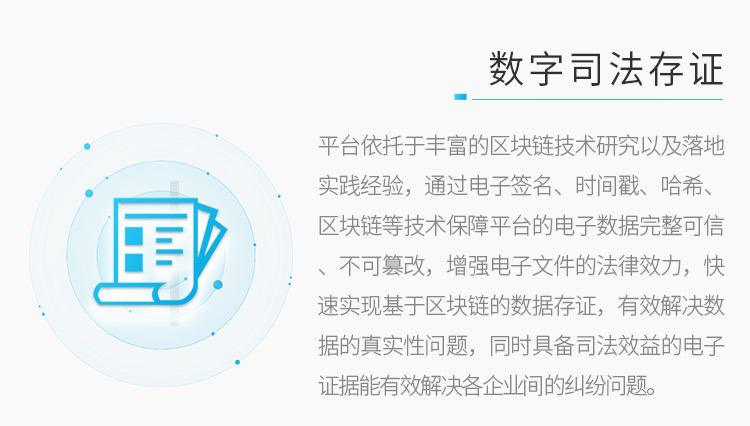 数字司法存证
平台依托于丰富的区块链技术研究以及落地
实践经验，通过电子签名、时间戳、哈希、
区块链等技术保障平台的电子数据完整可信
、不可篡改，增强电子文件的法律效力，快
速实现基于区块链的数据存证，有效解决数
据的真实性问题，同时具备司法效益的电子
证据能有效解决各企业间的纠纷问题。